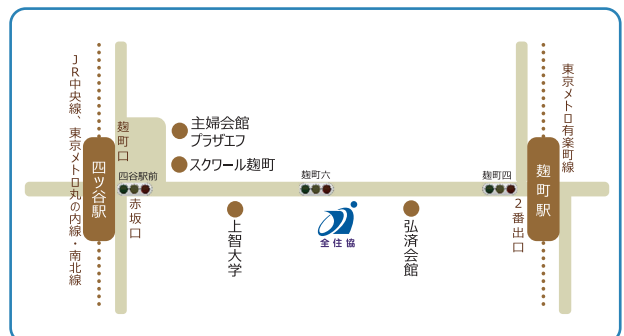 JR中央線、東京メトロ丸の内線・南北線
四ツ谷駅
麹町口
四谷駅前
赤坂口
主婦会館
プラザエフ
スクワール麹町
上智大学
麹町六
全住協
弘済会館
麹町四
2番出口
麹町駅
東京メトロ有楽町線